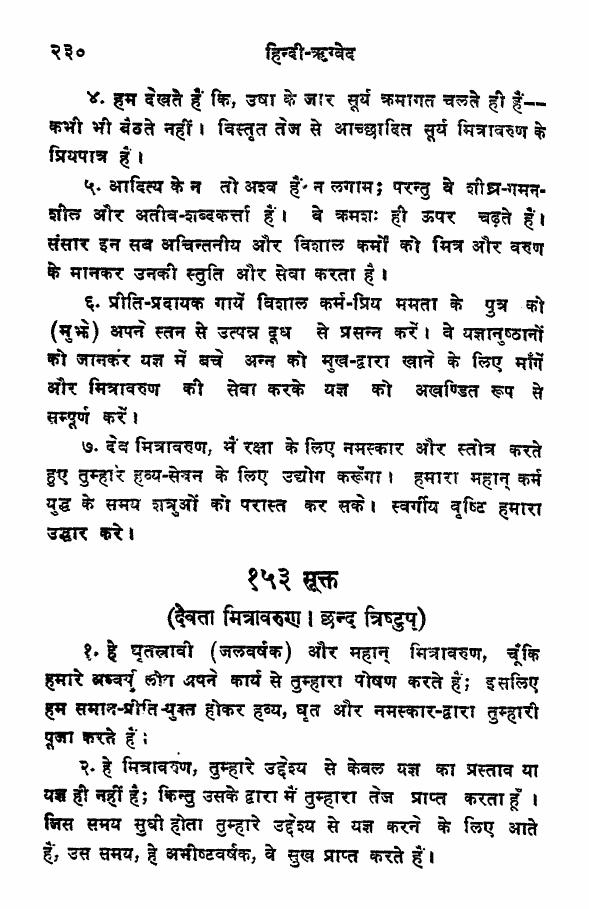 २३० हिन्दी-ऋग्वेद
४. हम देखते हैं कि, उषा के जार सूर्य क्रमागत चलते ही हैं--
कभी भी बैठते नहीं। विस्तृत तेज से आच्छादित सूर्य मित्रावरुण के
प्रियपात्र हैं।
५. आदित्य के न तो अश्व हैं न लगाम; परन्तु वे शीघ्र-गमन-
शील और अतीव-शब्दकर्त्ता हैं। वे क्रमशः ही ऊपर चढ़ते हैं।
संसार इन सब अचिन्तनीय और विशाल कर्मों को मित्र और वरुण
के मानकर उनकी स्तुति और सेवा करता है।
६. प्रीति-प्रदायक गायें विशाल कर्म-प्रिय ममता के पुत्र को
(मुझे) अपने स्तन से उत्पन्न दूध से प्रसन्न करें। वे यज्ञानुष्ठानों
को जानकर यज्ञ में बचे अन्न को मुख-द्वारा खाने के लिए माँगें
और मित्रावरुण की सेवा करके यज्ञ को अखण्डित रूप से
सम्पूर्ण करें।
७. देव मित्रावरुण, मैं रक्षा के लिए नमस्कार और स्तोत्र करते
हुए तुम्हारे हव्य-सेवन के लिए उद्योग करूँगा। हमारा महान् कर्म
युद्ध के समय शत्रुओं को परास्त कर सके। स्वर्गीय वृष्टि हमारा
उद्धार करे।
१५३ सूक्त
(देवता मित्रावरुण। छन्द त्रिष्टुप्)
१. हे घृतस्रावी (जलवर्षक) और महान् मित्रावरुण, चूँकि
हमारे अध्वर्यु लोग अपने कार्य से तुम्हारा पोषण करते हैं; इसलिए
हम समान-प्रीति-युक्त होकर हव्य, घृत और नमस्कार-द्वारा तुम्हारी
पूजा करते हैं;
२. हे मित्रावरुण, तुम्हारे उद्देश्य से केवल यज्ञ का प्रस्ताव या
यज्ञ ही नहीं है; किन्तु उसके द्वारा मैं तुम्हारा तेज प्राप्त करता हूँ।
जिस समय सुधी होता तुम्हारे उद्देश्य से यज्ञ करने के लिए आते
हैं, उस समय, हे अभीष्टवर्षक, वे सुख प्राप्त करते हैं।